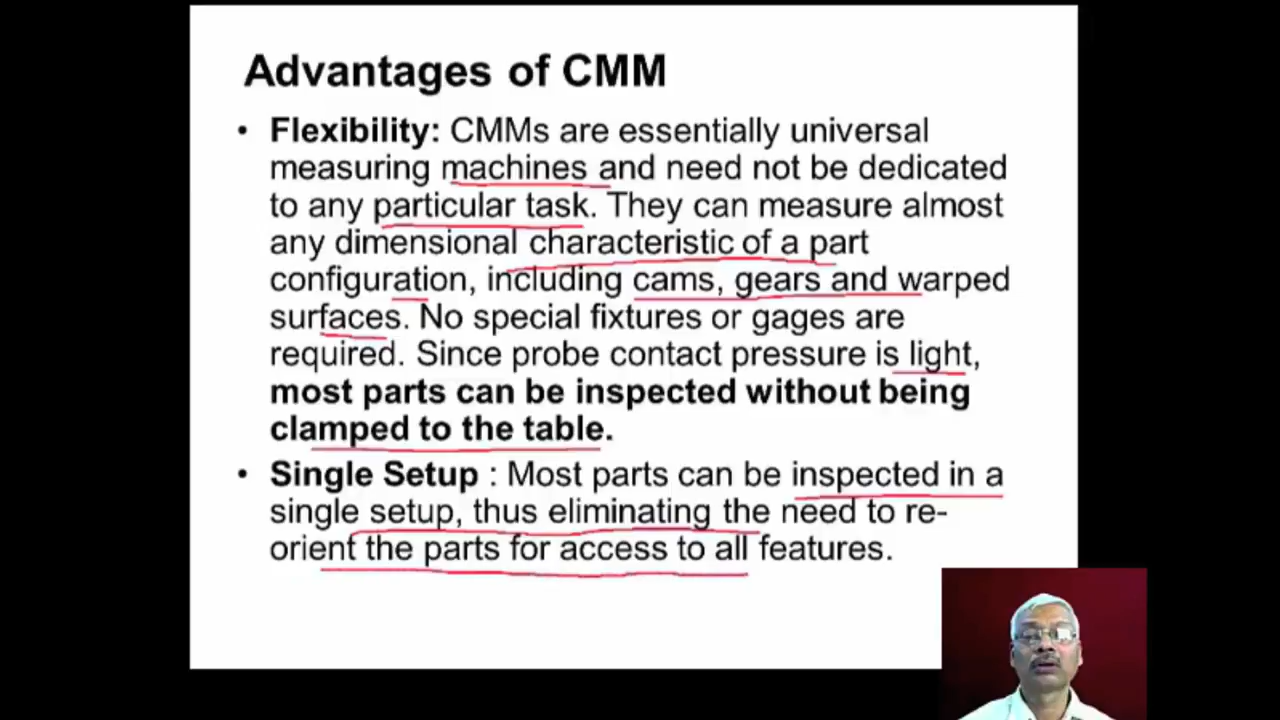 Advantages of CMM
• Flexibility: CMMs are essentially universal
measuring machines and need not be dedicated
to any particular task. They can measure almost
any dimensional characteristic of a part
configuration, including cams, gears and warped
surfaces. No special fixtures or gages are
required. Since probe contact pressure is light,
most parts can be inspected without being
clamped to the table.
• Single Setup : Most parts can be inspected in a
single setup, thus eliminating the need to re-
orient the parts for access to all features.